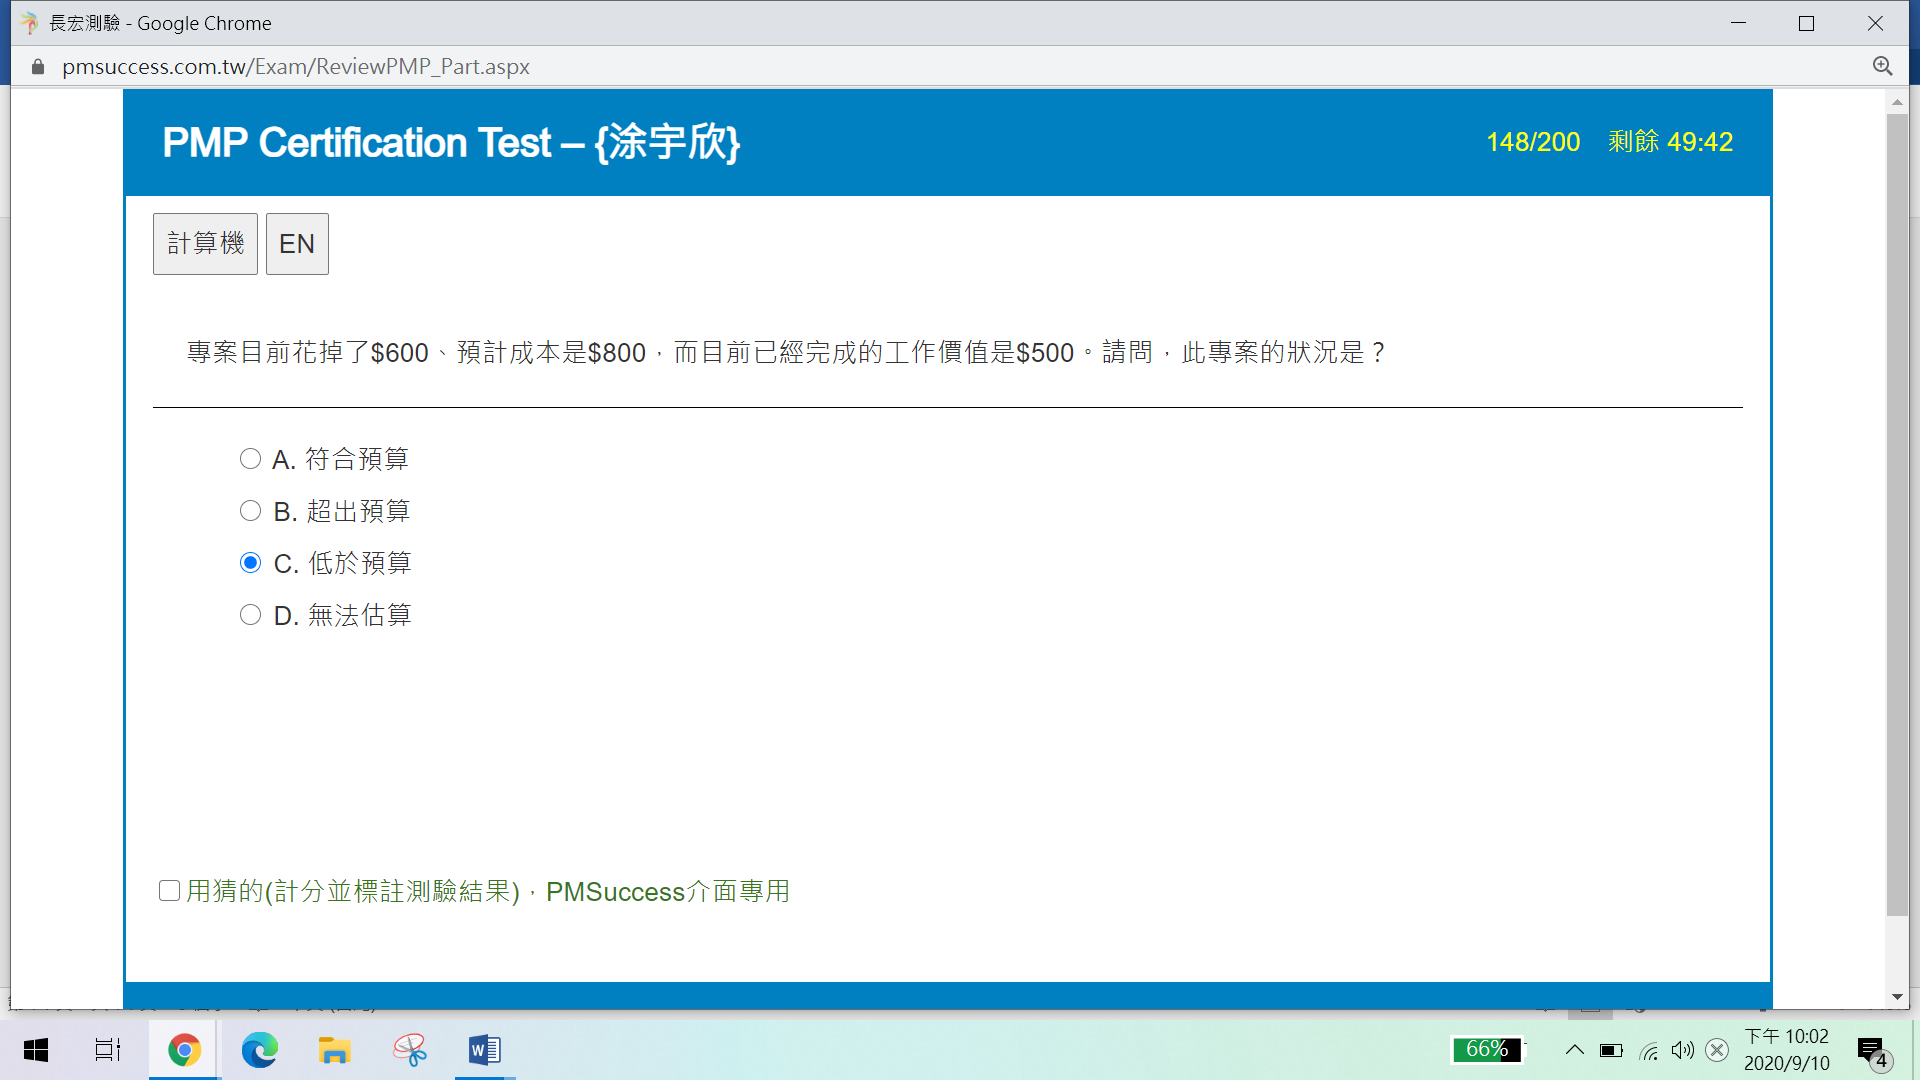 長宏測驗 - Google Chrome
pmsuccess.com.tw/Exam/ReviewPMP_Part.aspx
PMP Certification Test – {涂宇欣}
148/200 剩餘 49:42
計算機 EN
專案目前花掉了$600、預計成本是$800，而目前已經完成的工作價值是$500。請問，此專案的狀況是？
A. 符合預算
B. 超出預算
C. 低於預算
D. 無法估算
用猜的(計分並標註測驗結果)，PMSuccess介面專用
66%
下午 10:02
2020/9/10
4